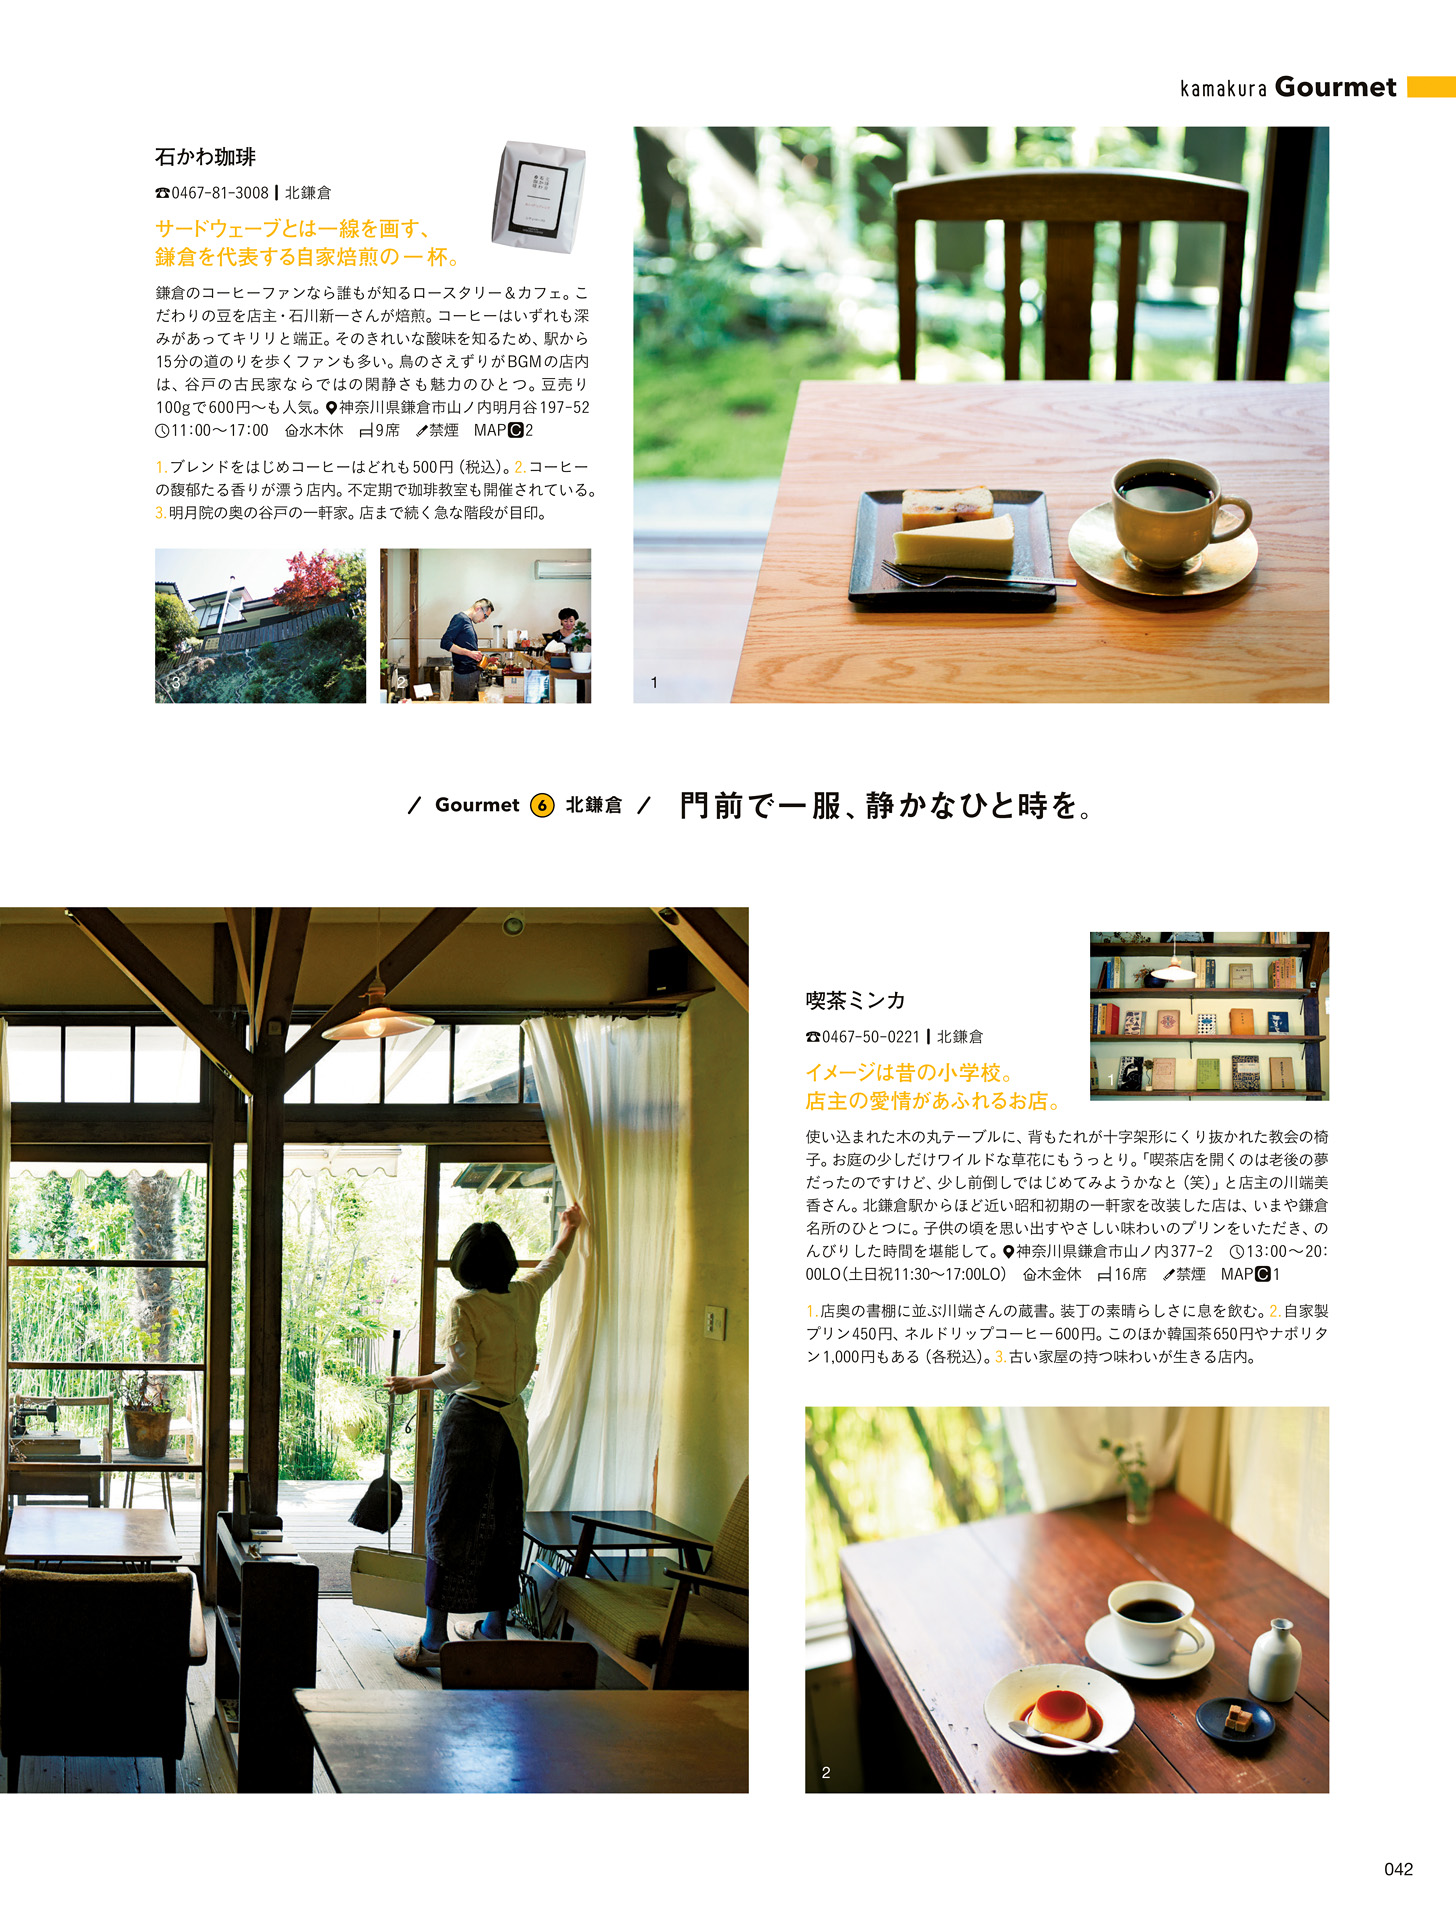 kamakura Gourmet
石かわ珈琲
☎0467-81-3008 | 北鎌倉
サードウェーブとは一線を画す、
鎌倉を代表する自家焙煎の一杯。
鎌倉のコーヒーファンなら誰もが知るロースタリー＆カフェ。こ
だわりの豆を店主・石川新一さんが焙煎。コーヒーはいずれも深
みがあってキリリと端正。そのきれいな酸味を知るため、駅から
15分の道のりを歩くファンも多い。鳥のさえずりがBGMの店内
は、谷戸の古民家ならではの閑静さも魅力のひとつ。豆売り
100gで600円〜も人気。神奈川県鎌倉市山ノ内明月谷197-52
11:00〜17:00 水木休 9席 禁煙 MAP C 2
1.ブレンドをはじめコーヒーはどれも500円（税込）。2.コーヒー
の馥郁たる香りが漂う店内。不定期で珈琲教室も開催されている。
3.明月院の奥の谷戸の一軒家。店まで続く急な階段が目印。
3
2
1
/ Gourmet 6 北鎌倉 / 門前で一服、静かなひと時を。
喫茶ミンカ
☎0467-50-0221 | 北鎌倉
イメージは昔の小学校。
店主の愛情があふれるお店。
1
使い込まれた木の丸テーブルに、背もたれが十字架形にくり抜かれた教会の椅
子。お庭の少しだけワイルドな草花にもうっとり。「喫茶店を開くのは老後の夢
だったのですけど、少し前倒しではじめてみようかなと（笑）」と店主の川端美
香さん。北鎌倉駅からほど近い昭和初期の一軒家を改装した店は、いまや鎌倉
名所のひとつに。子供の頃を思い出すやさしい味わいのプリンをいただき、の
んびりした時間を堪能して。神奈川県鎌倉市山ノ内377-2 13:00〜20:
00LO（土日祝11:30〜17:00LO） 木金休 16席 禁煙 MAP C 1
1.店奥の書棚に並ぶ川端さんの蔵書。装丁の素晴らしさに息を飲む。2.自家製
プリン450円、ネルドリップコーヒー600円。このほか韓国茶650円やナポリタ
ン1,000円もある（各税込）。3.古い家屋の持つ味わいが生きる店内。
2
042